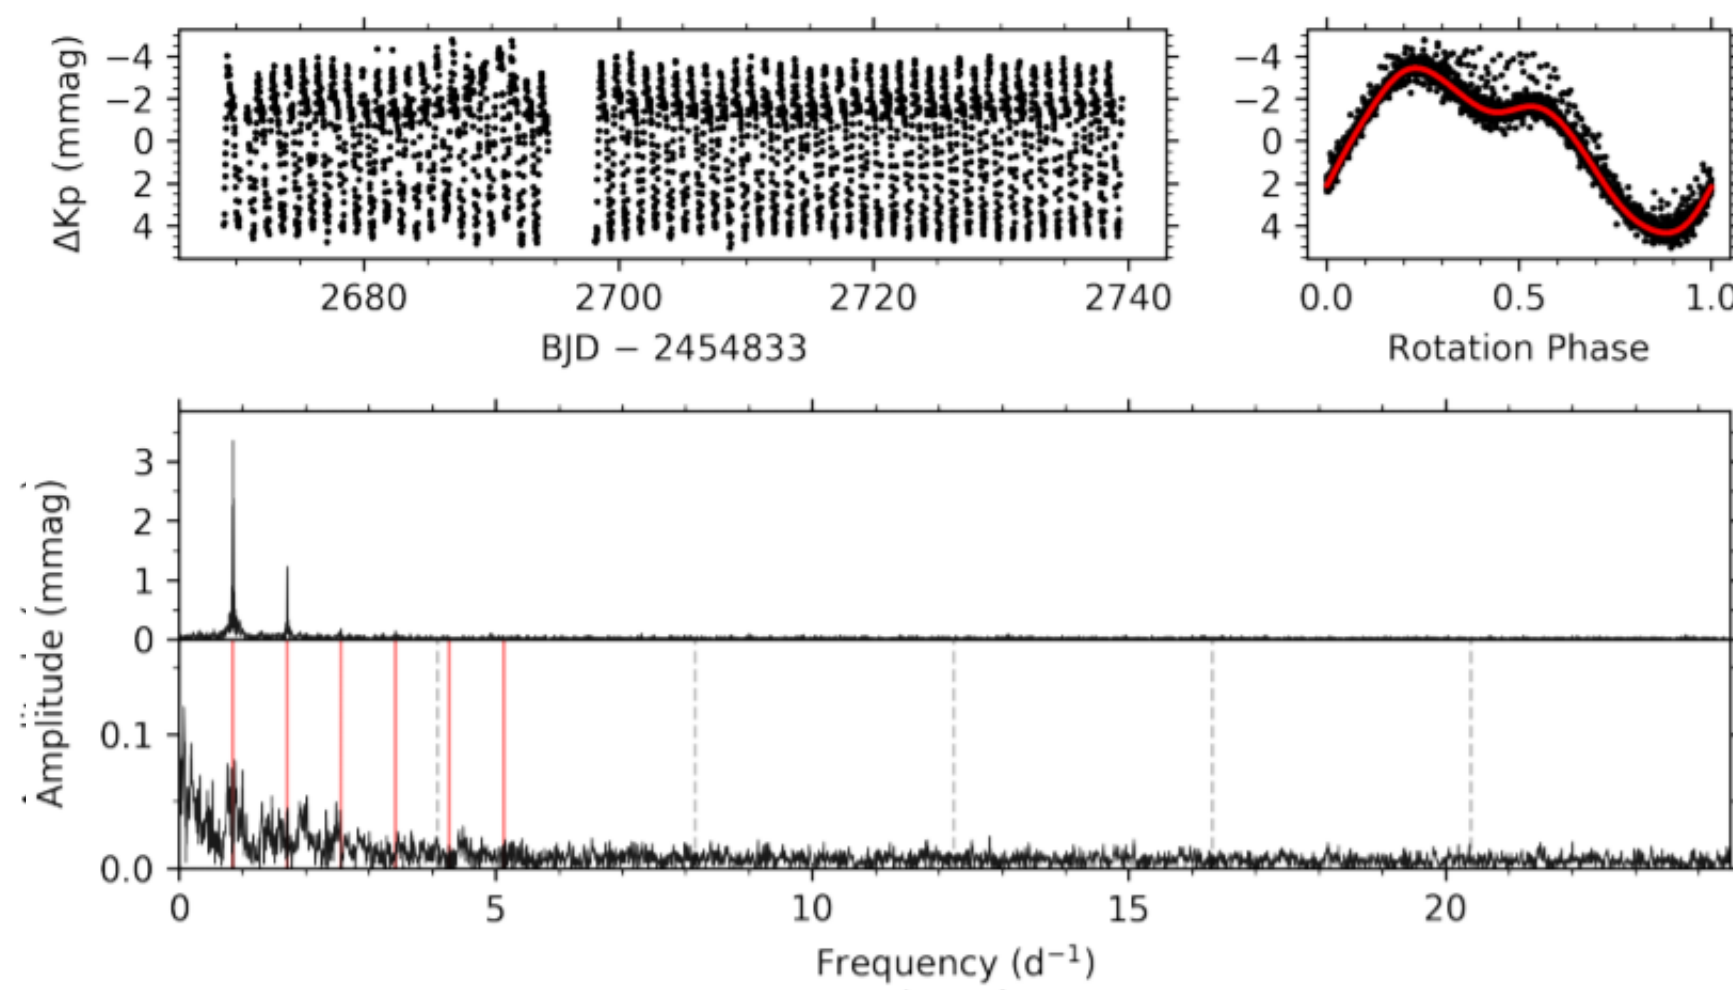 ΔKp (mmag)
−4
−2
0
2
4
2680 2700 2720 2740
BJD − 2454833
−4
−2
0
2
4
0.0 0.5 1.0
Rotation Phase
Amplitude (mmag)
3
2
1
0
0.1
0.0
0 5 10 15 20
Frequency (d⁻¹)